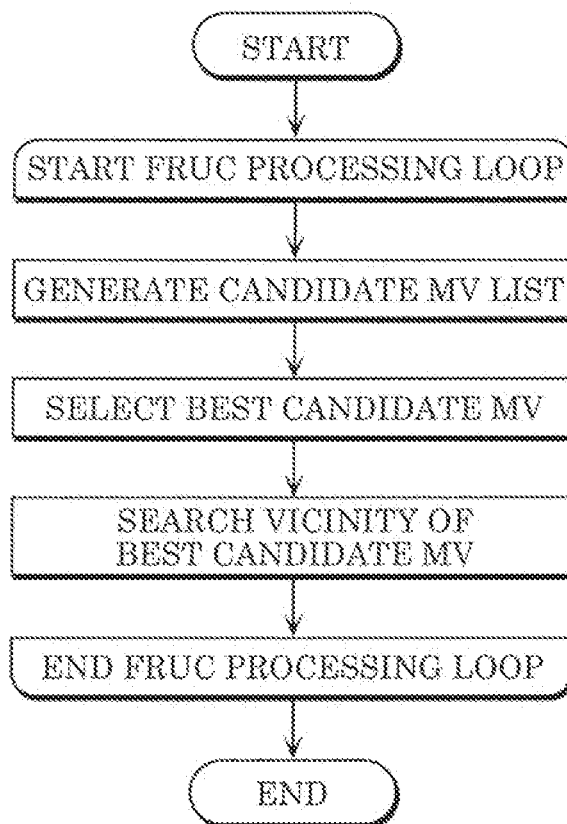 START
START FRUC PROCESSING LOOP
GENERATE CANDIDATE MV LIST
SELECT BEST CANDIDATE MV
SEARCH VICINITY OF
BEST CANDIDATE MV
END FRUC PROCESSING LOOP
END